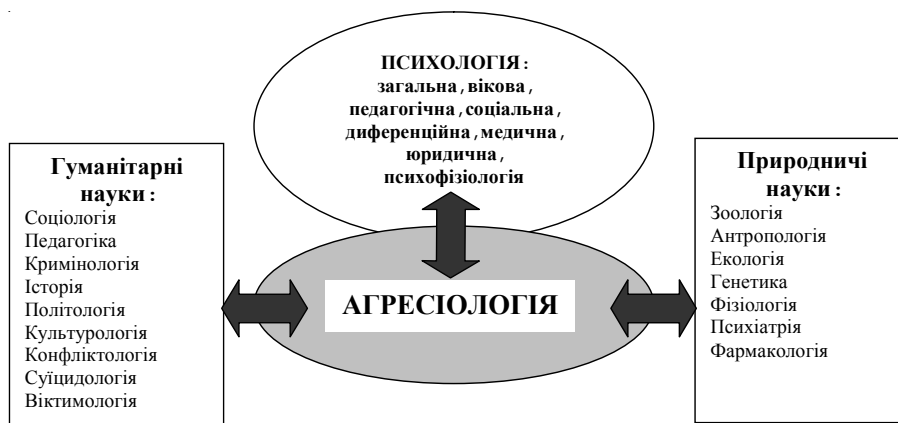 ПСИХОЛОГІЯ:
загальна, вікова,
педагогічна, соціальна,
диференційна, медична,
юридична,
психофізіологія
Гуманітарні
науки:
Соціологія
Педагогіка
Кримінологія
Історія
Політологія
Культурологія
Конфліктологія
Суїцидологія
Віктимологія
АГРЕСІОЛОГІЯ
Природничі
науки:
Зоологія
Антропологія
Екологія
Генетика
Фізіологія
Психіатрія
Фармакологія